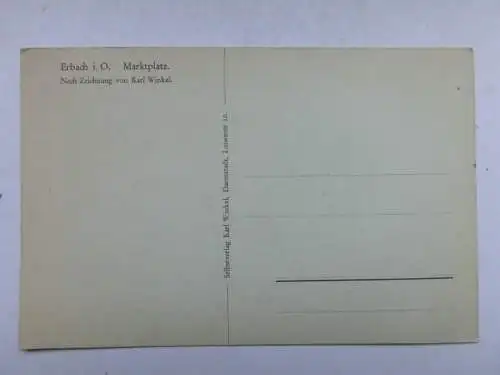 Erbach i. O. Marktplatz.
Nach Zeichnung von Karl Winkel.
Selbstverlag Karl Winkel, Darmstadt,